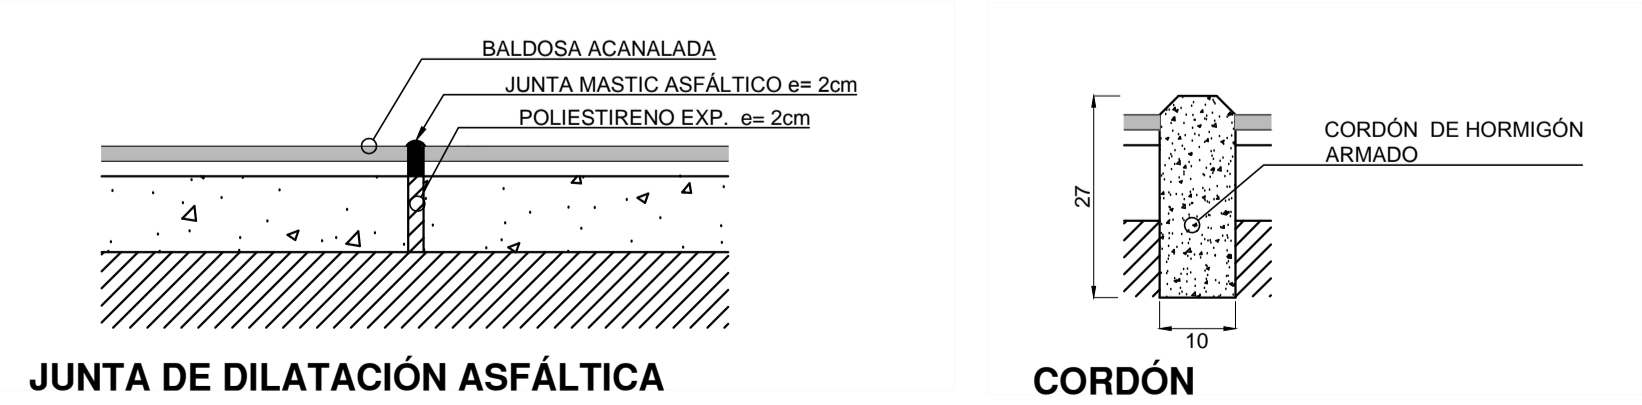 BALDOSA ACANALADA
JUNTA MASTIC ASFÁLTICO e= 2cm
POLIESTIRENO EXP. e= 2cm
JUNTA DE DILATACIÓN ASFÁLTICA
CORDÓN DE HORMIGÓN
ARMADO
27
10
CORDÓN